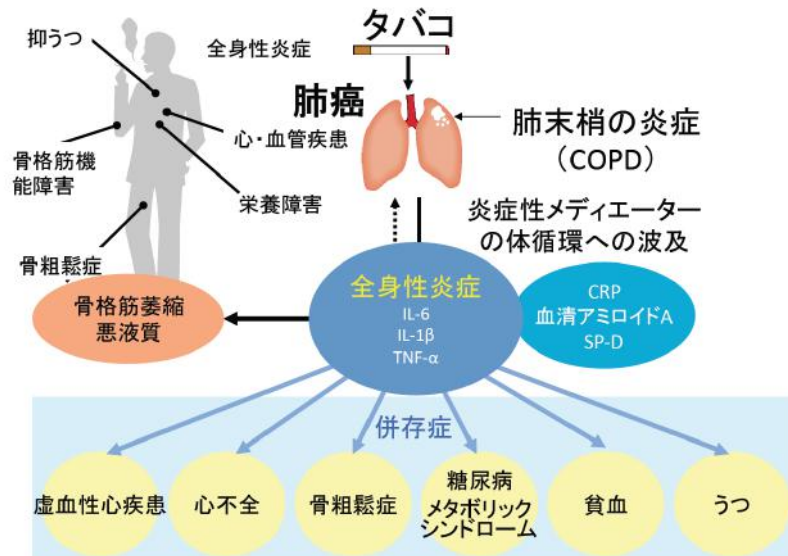 タバコ
抑うつ
全身性炎症
肺癌
心・血管疾患
肺末梢の炎症
（COPD）
骨格筋機
能障害
栄養障害
炎症性メディエーター
の体循環への波及
骨粗鬆症
骨格筋萎縮
悪液質
全身性炎症
IL-6
IL-1β
TNF-α
CRP
血清アミロイドA
SP-D
併存症
虚血性心疾患
心不全
骨粗鬆症
糖尿病
メタボリック
シンドローム
貧血
うつ